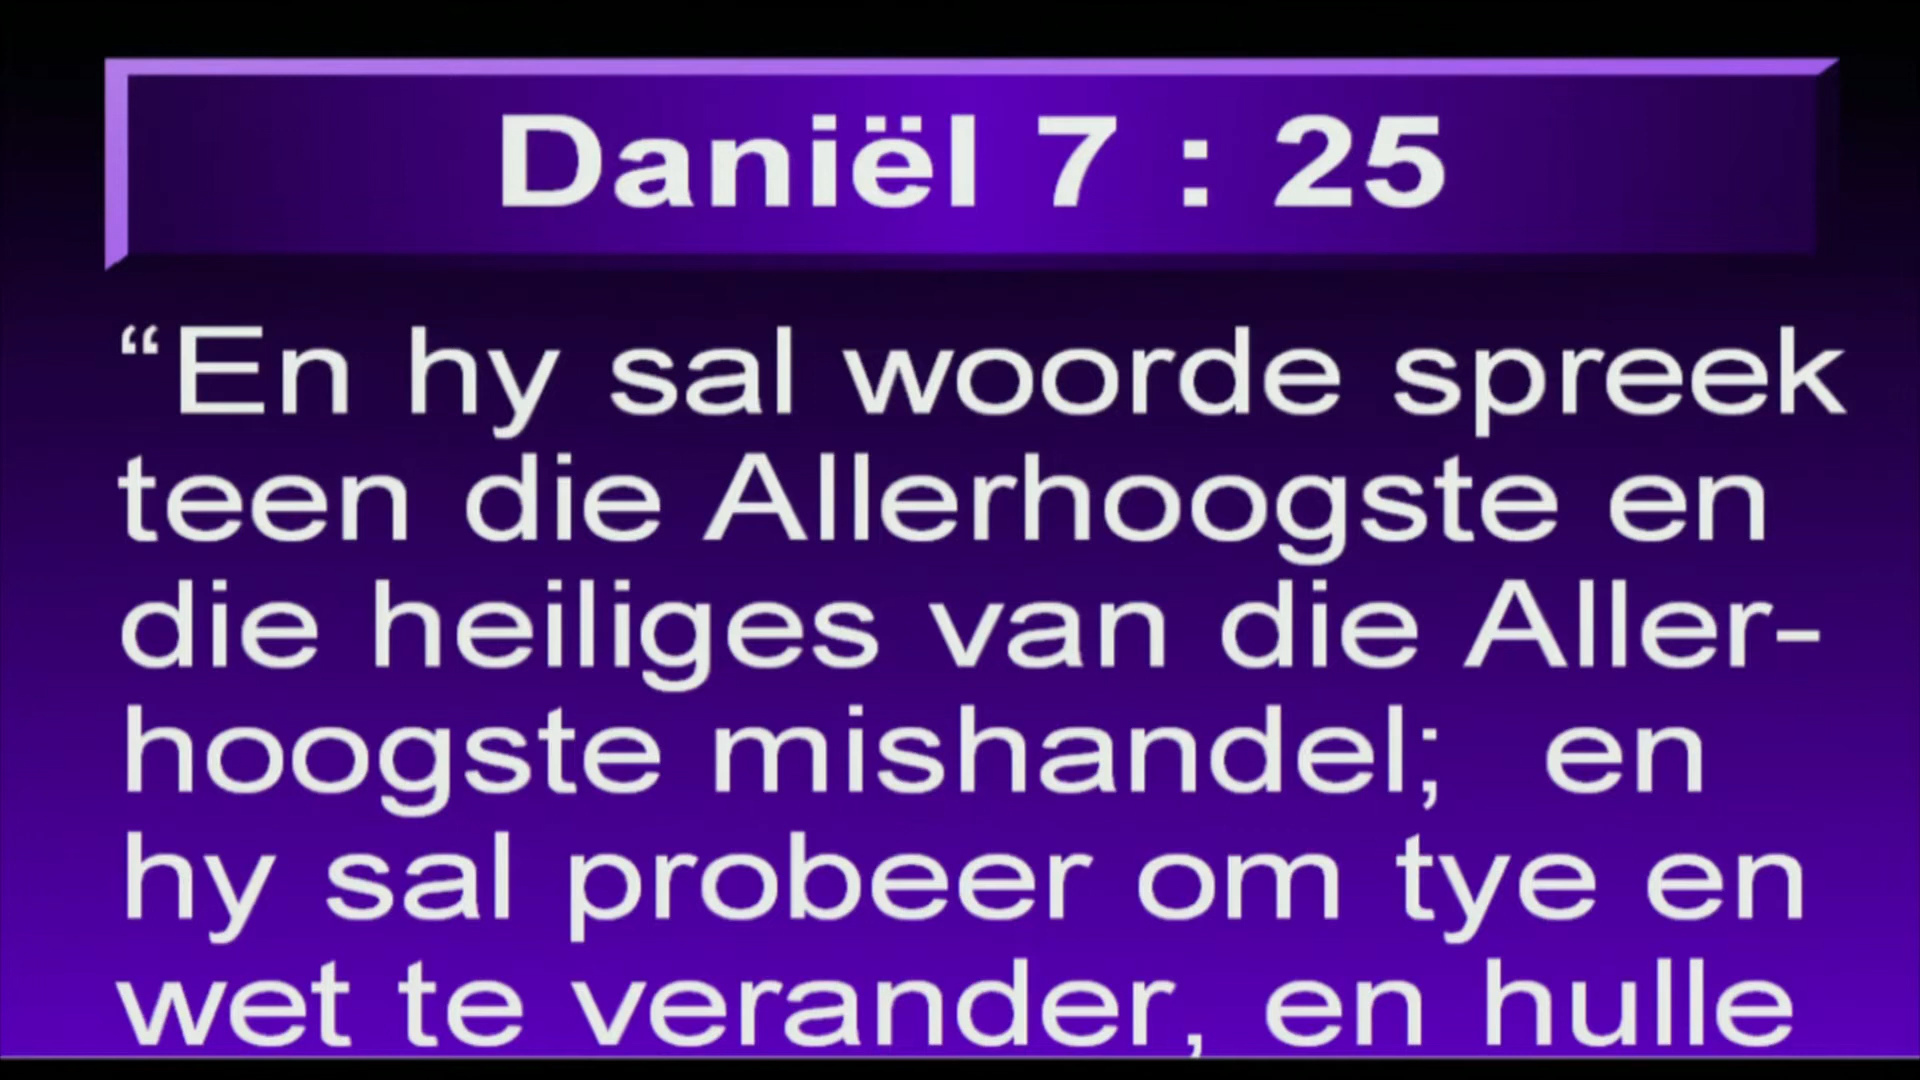 Daniël 7 : 25
“En hy sal woorde spreek
teen die Allerhoogste en
die heiliges van die Aller-
hoogste mishandel;  en
hy sal probeer om tye en
wet te verander, en hulle